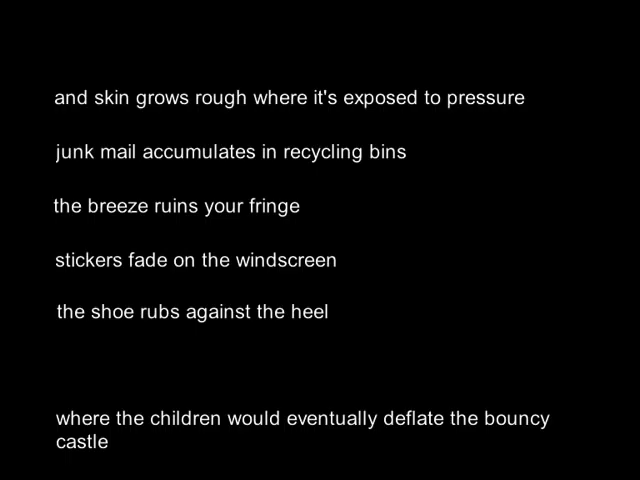 and skin grows rough where it's exposed to pressure
junk mail accumulates in recycling bins
the breeze ruins your fringe
stickers fade on the windscreen
the shoe rubs against the heel
where the children would eventually deflate the bouncy
castle